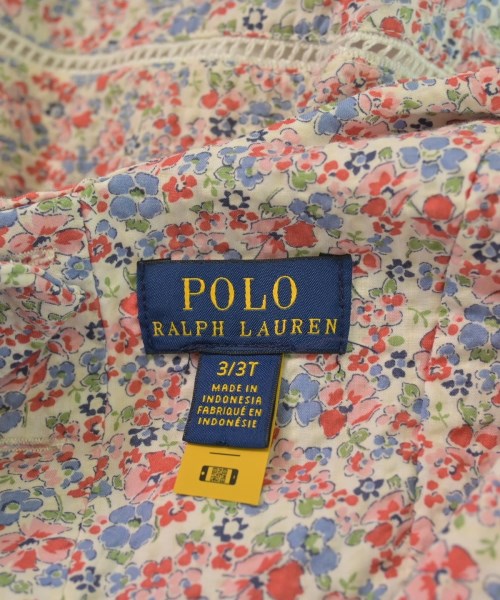 POLO
RALPH LAUREN
3/3T
MADE IN
INDONESIA
FABRIQUÉ EN
INDONÉSIE